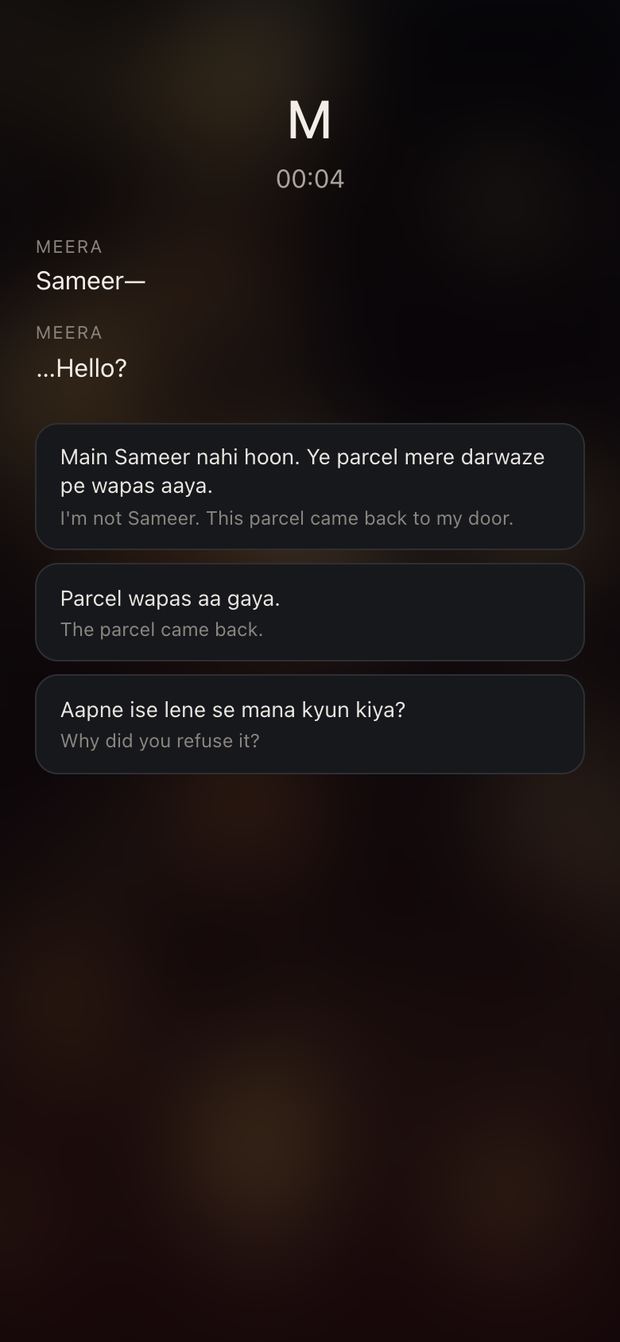 M
00:04
MEERA
Sameer—
MEERA
...Hello?
Main Sameer nahi hoon. Ye parcel mere darwaze
pe wapas aaya.
I'm not Sameer. This parcel came back to my door.
Parcel wapas aa gaya.
The parcel came back.
Aapne ise lene se mana kyun kiya?
Why did you refuse it?